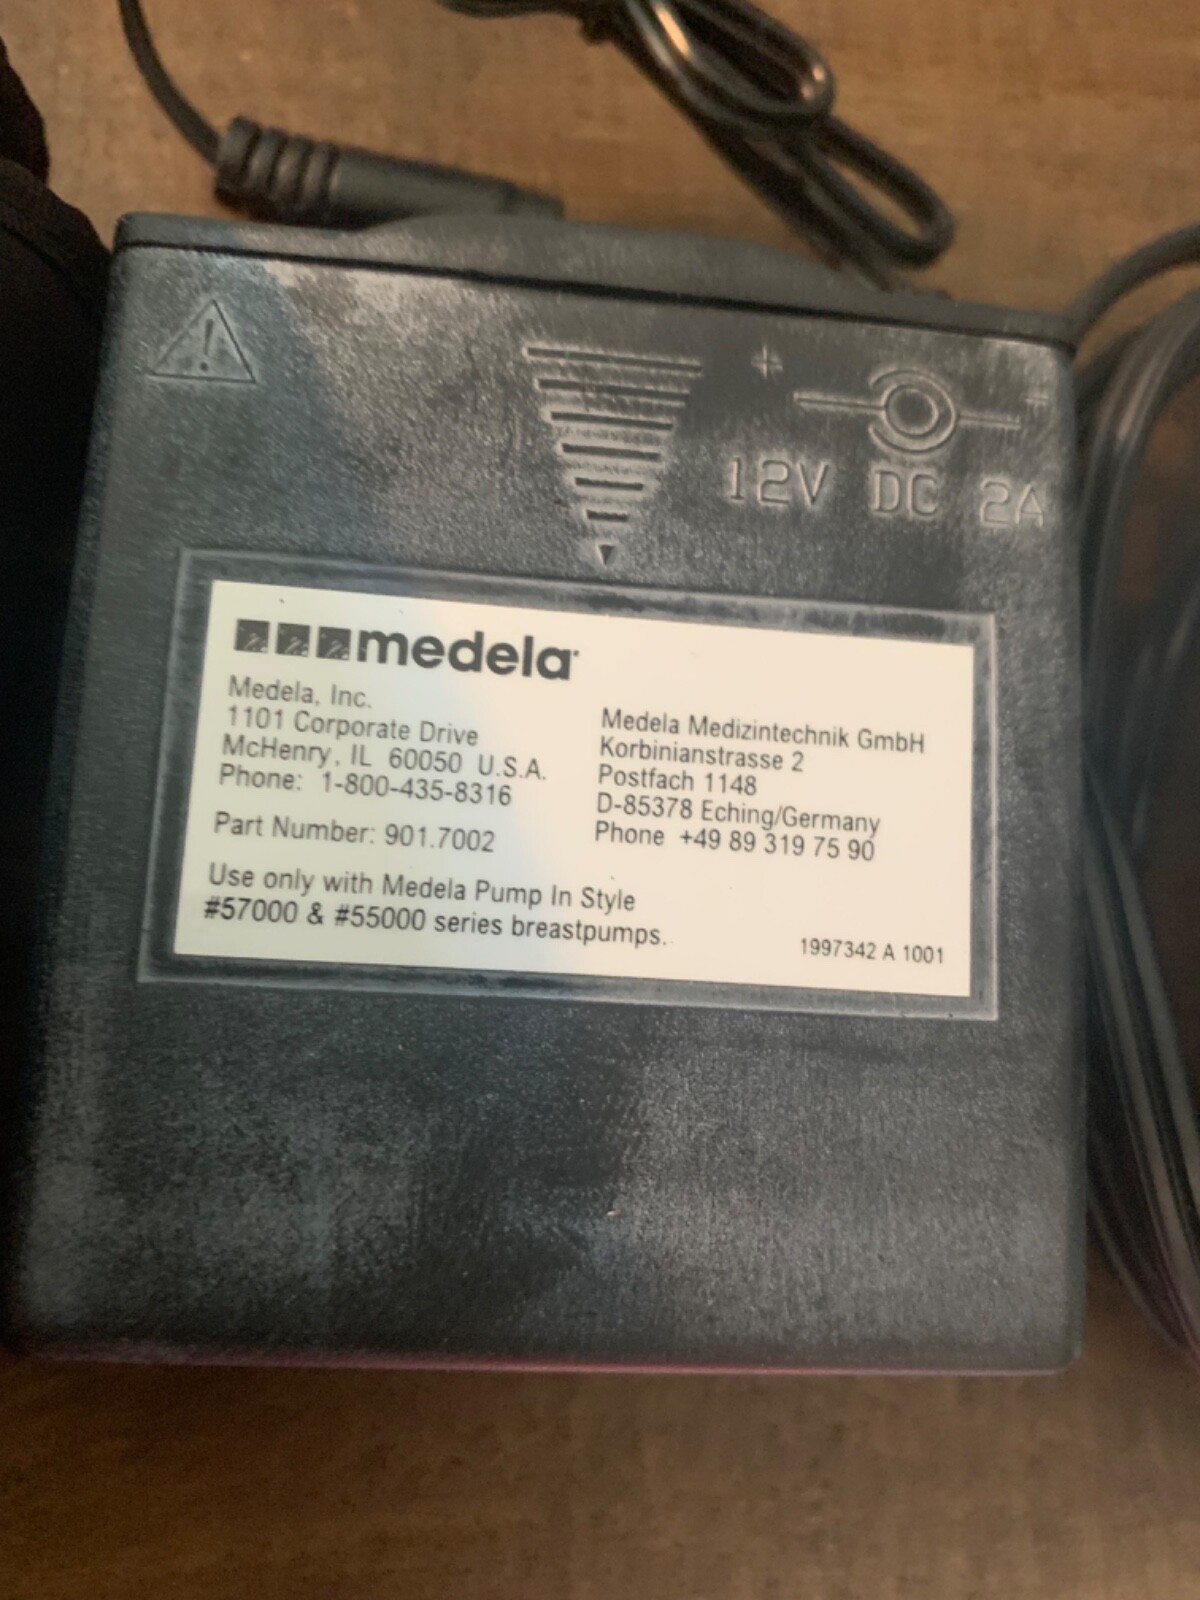 + -
12V DC 2A
medela
Medela, Inc.
1101 Corporate Drive
McHenry, IL 60050 U.S.A.
Phone: 1-800-435-8316
Part Number: 901.7002
Medela Medizintechnik GmbH
Korbinianstrasse 2
Postfach 1148
D-85378 Eching/Germany
Phone +49 89 319 75 90
Use only with Medela Pump In Style
#57000 & #55000 series breastpumps.
1997342 A 1001